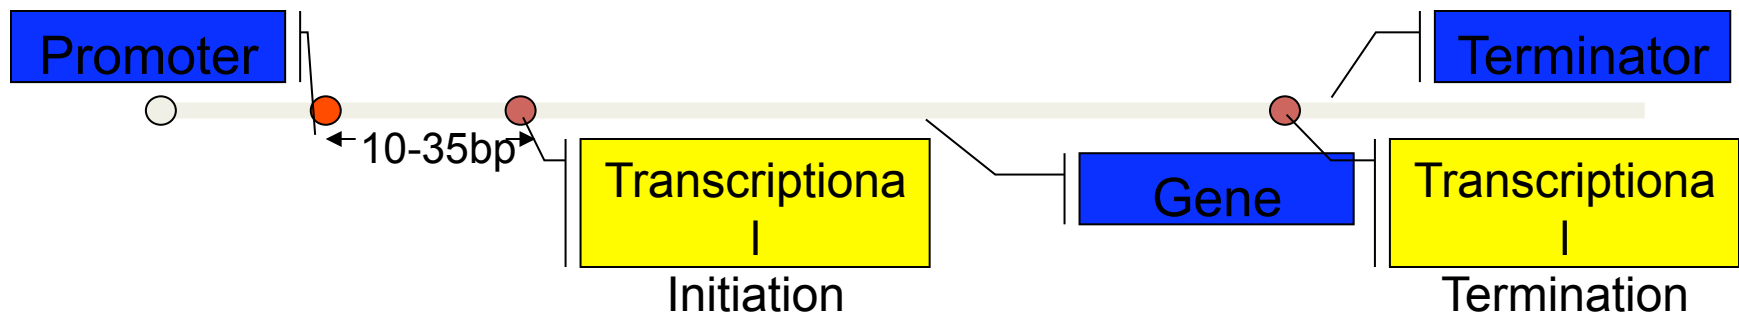 Promoter
Terminator
10-35bp
Transcriptiona
l
Initiation
Gene
Transcriptiona
l
Termination